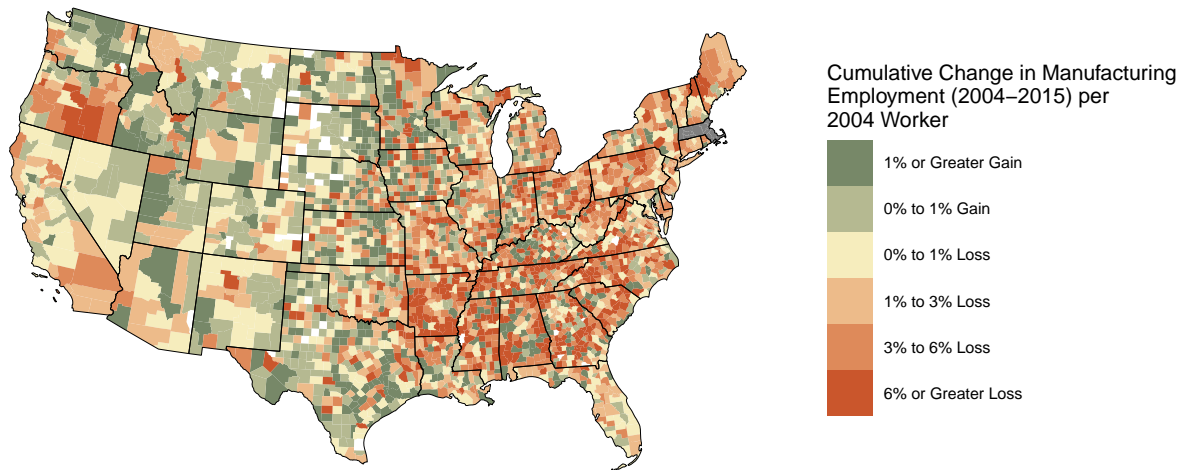 Cumulative Change in Manufacturing
Employment (2004–2015) per
2004 Worker
1% or Greater Gain
0% to 1% Gain
0% to 1% Loss
1% to 3% Loss
3% to 6% Loss
6% or Greater Loss